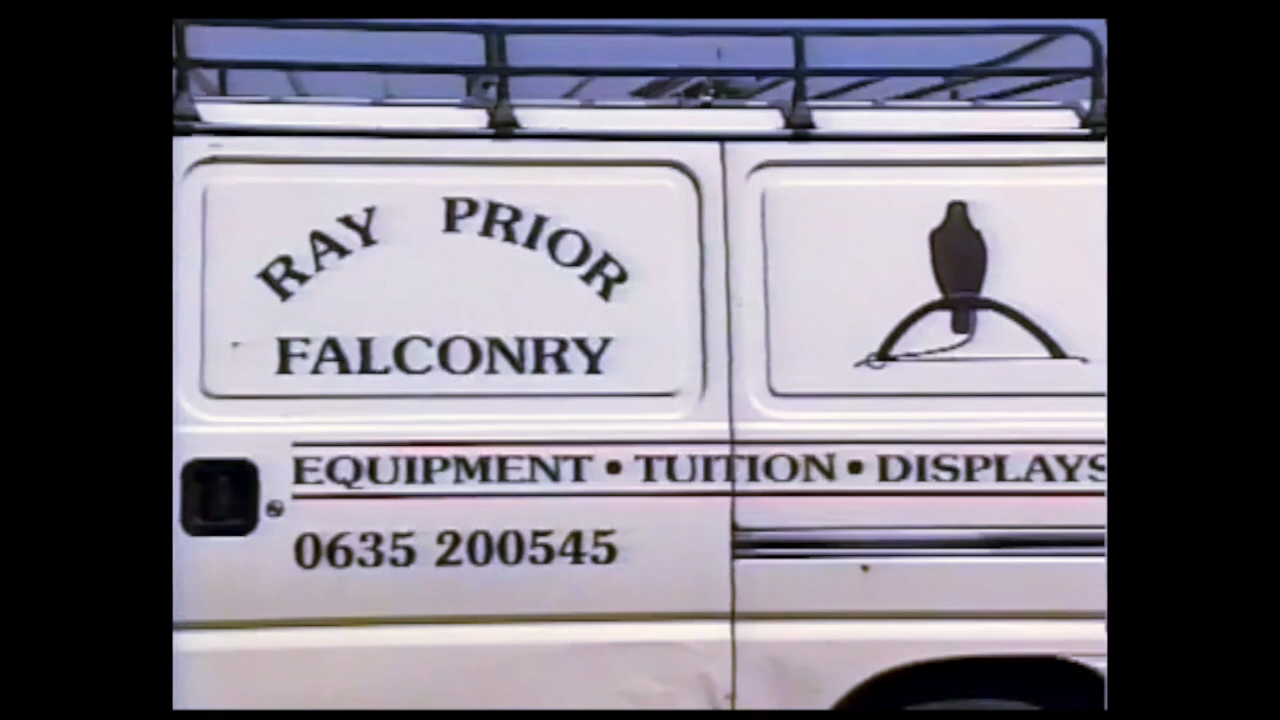 RAY PRIOR
FALCONRY
EQUIPMENT • TUITION • DISPLAYS
0635 200545